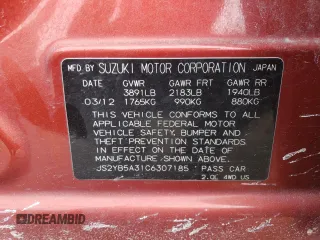 MFD.BY SUZUKI MOTOR CORPORATION JAPAN
DATE GVWR GAWR FRT GAWR RR
3891LB 2183LB 1940LB
03/12 1765KG 990KG 880KG
THIS VEHICLE CONFORMS TO ALL
APPLICABLE FEDERAL MOTOR
VEHICLE SAFETY, BUMPER AND
THEFT PREVENTION STANDARDS
IN EFFECT ON THE DATE OF
MANUFACTURE SHOWN ABOVE.
JS2YB5A31C6307185 PASS CAR
2.0L 4WD US
DREAMBID